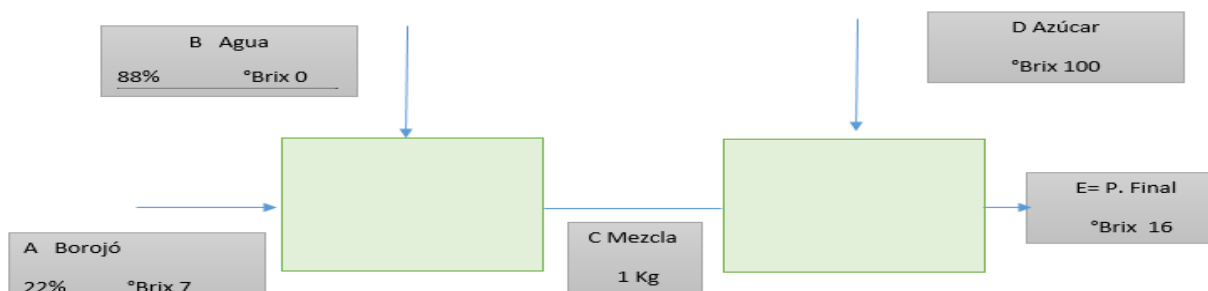 B Agua
88% °Brix 0
D Azúcar
°Brix 100
E= P. Final
°Brix 16
C Mezcla
1 Kg
A Borojó
22% °Brix 7